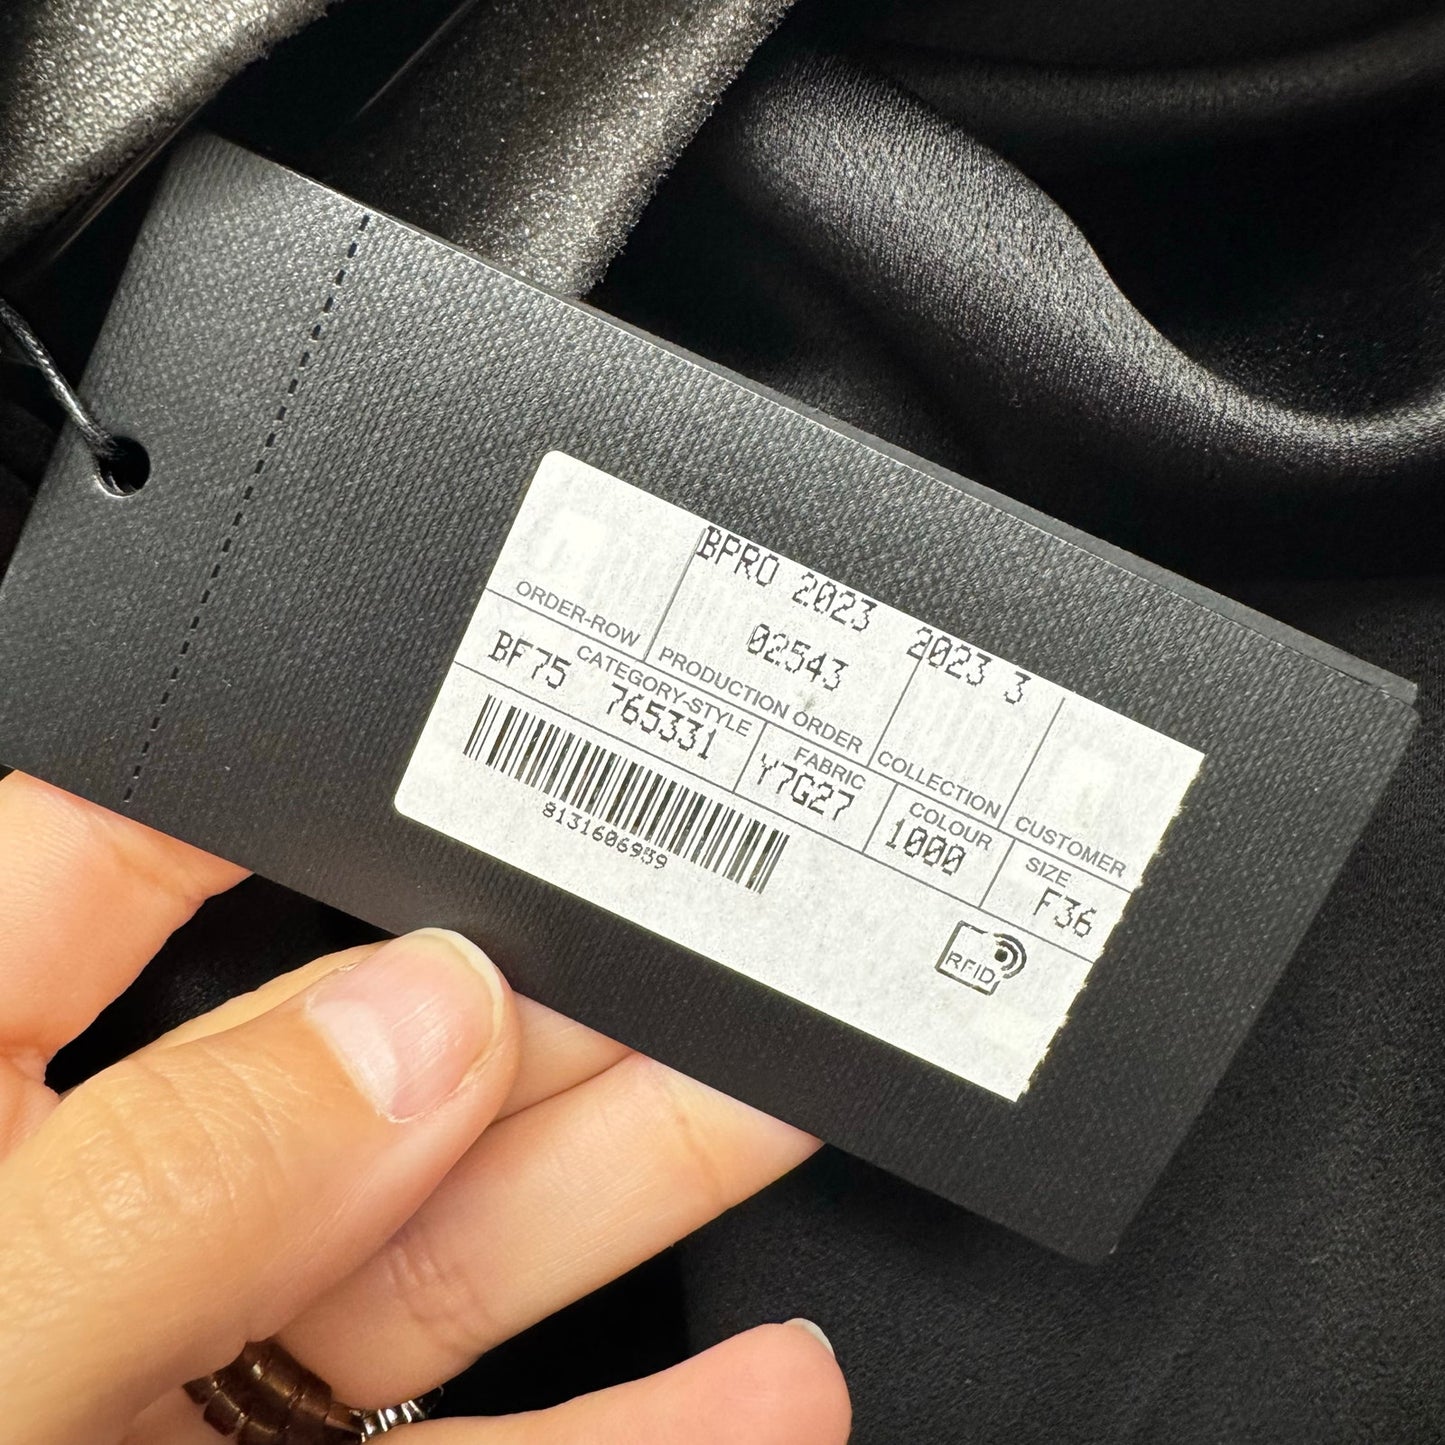 BPRO 2023 2023 3
02543
ORDER-ROW PRODUCTION ORDER COLLECTION CUSTOMER
CATEGORY-STYLE FABRIC COLOUR SIZE
BF75 765331 Y7G27 1000 F36
8131606959
RFID